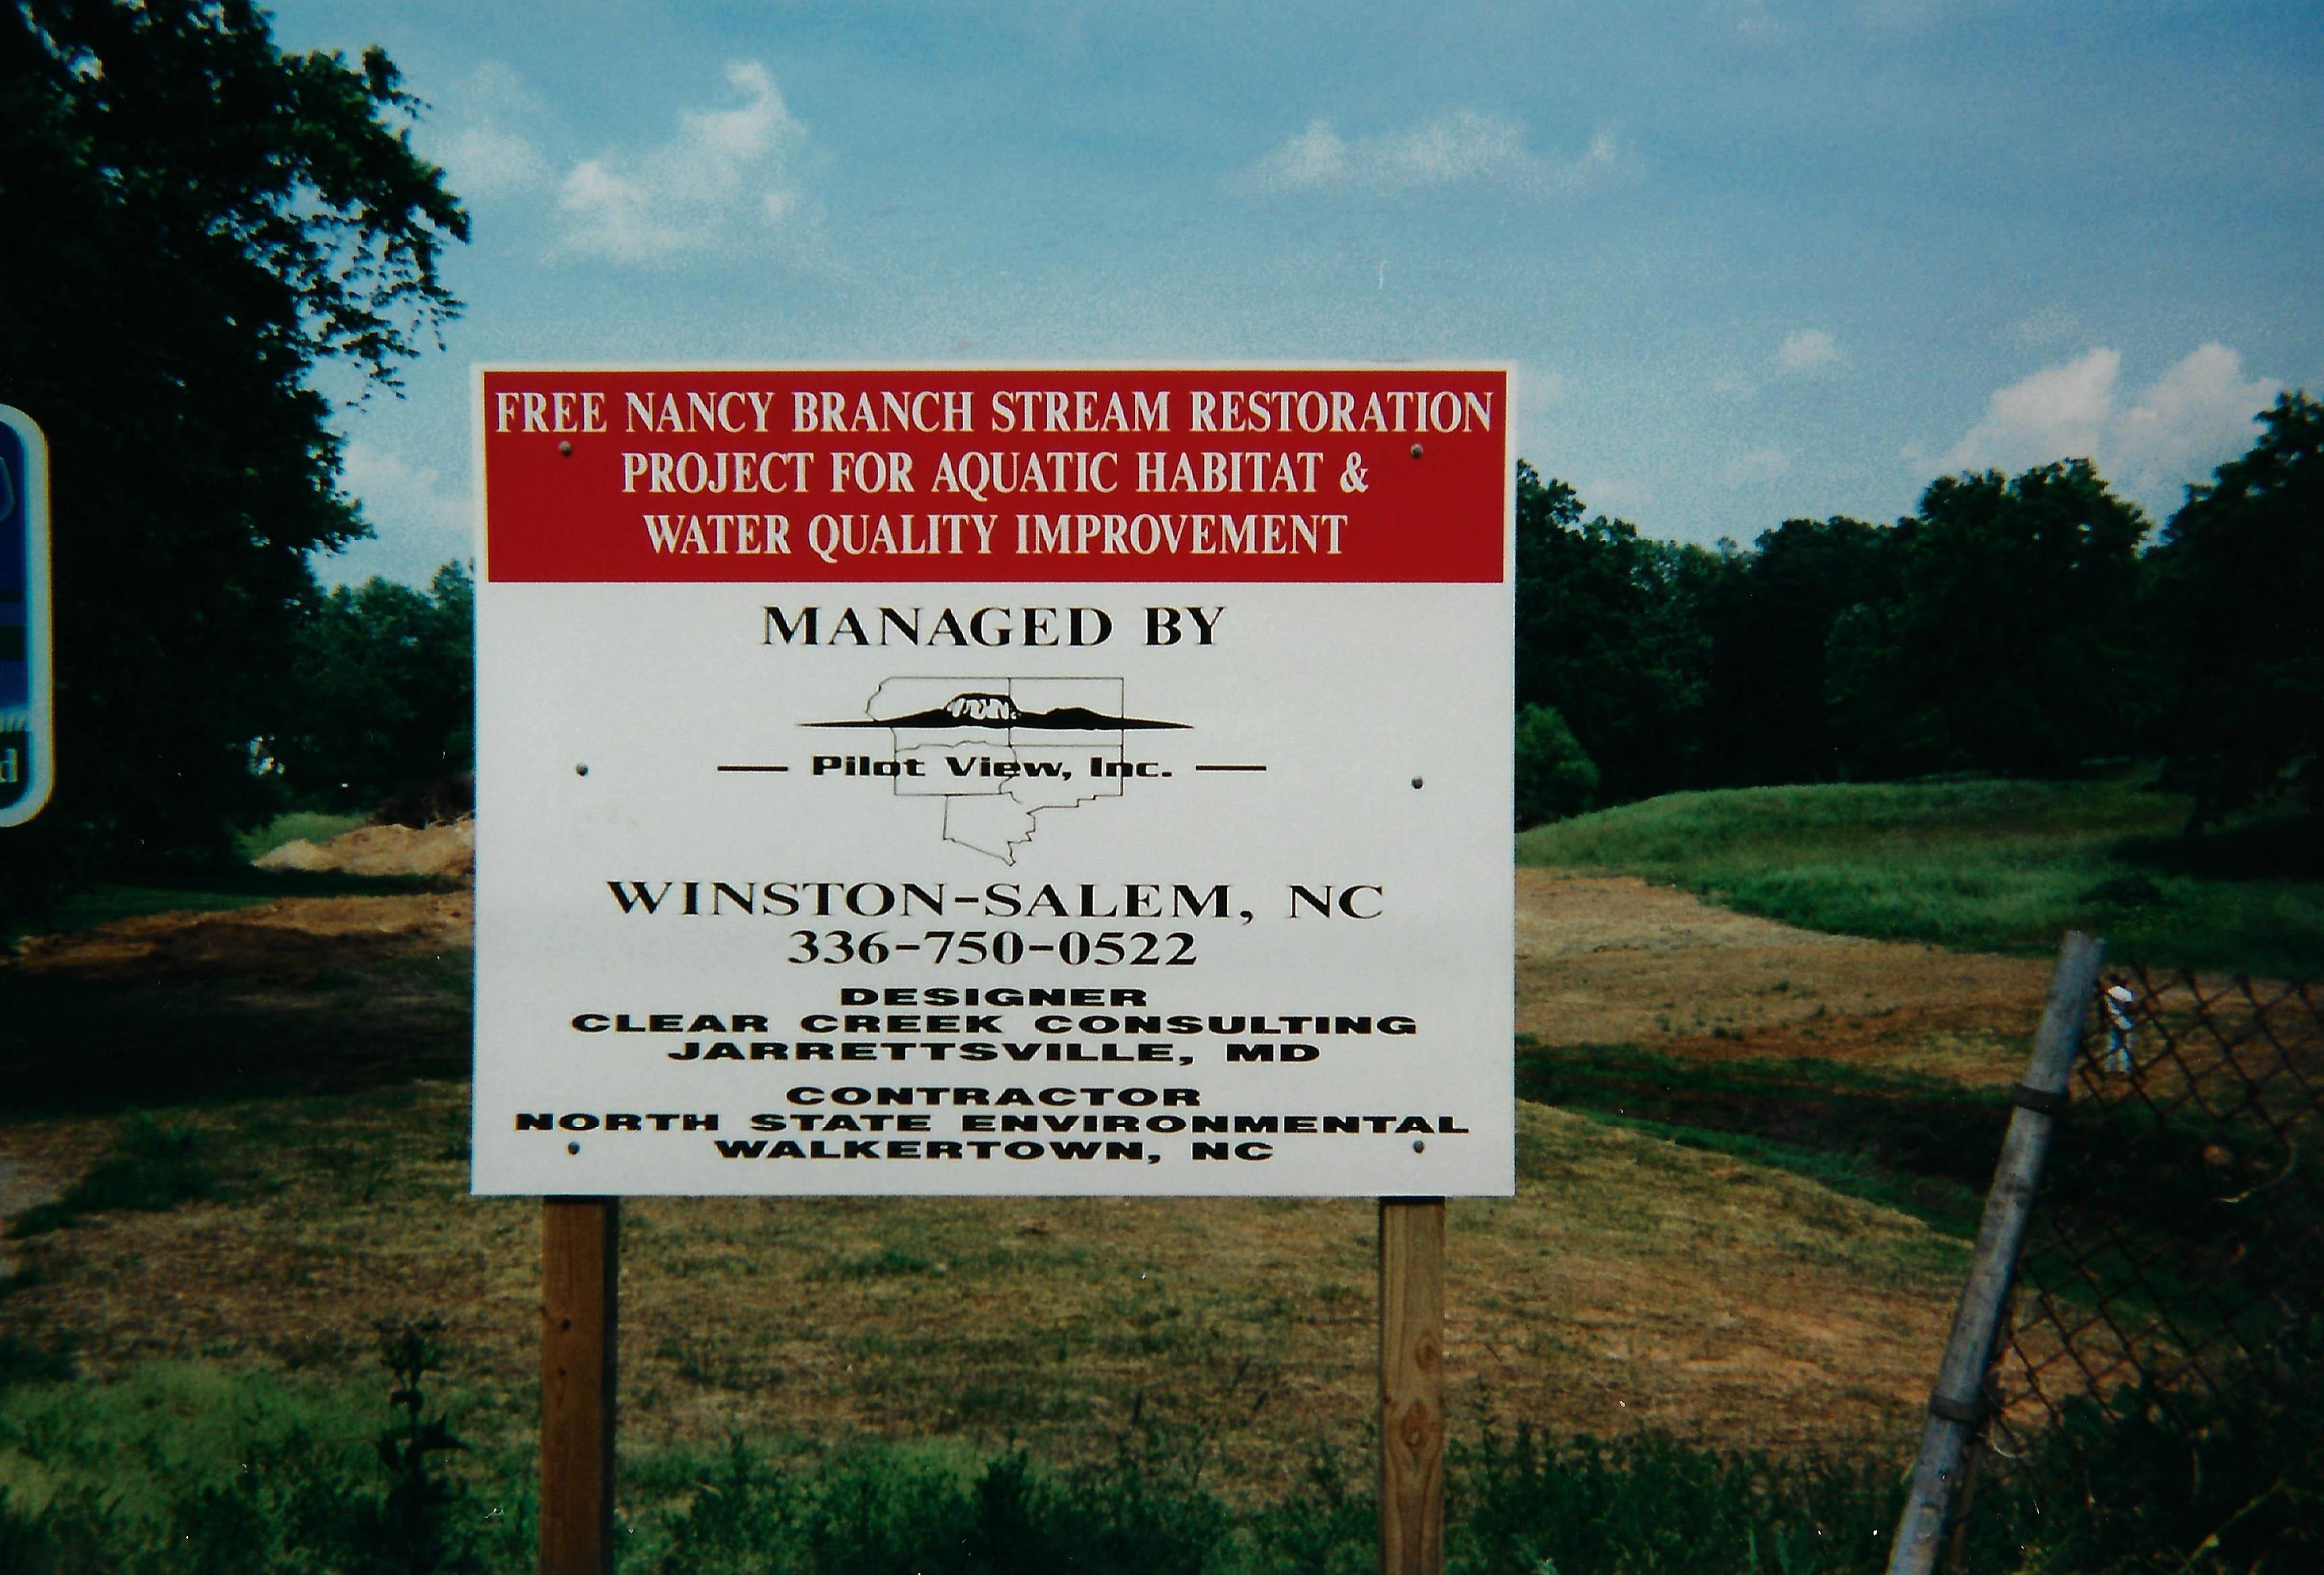 FREE NANCY BRANCH STREAM RESTORATION
PROJECT FOR AQUATIC HABITAT &
WATER QUALITY IMPROVEMENT
MANAGED BY
Pilot View, Inc.
WINSTON-SALEM, NC
336-750-0522
DESIGNER
CLEAR CREEK CONSULTING
JARRETTSVILLE, MD
CONTRACTOR
NORTH STATE ENVIRONMENTAL
WALKERTOWN, NC